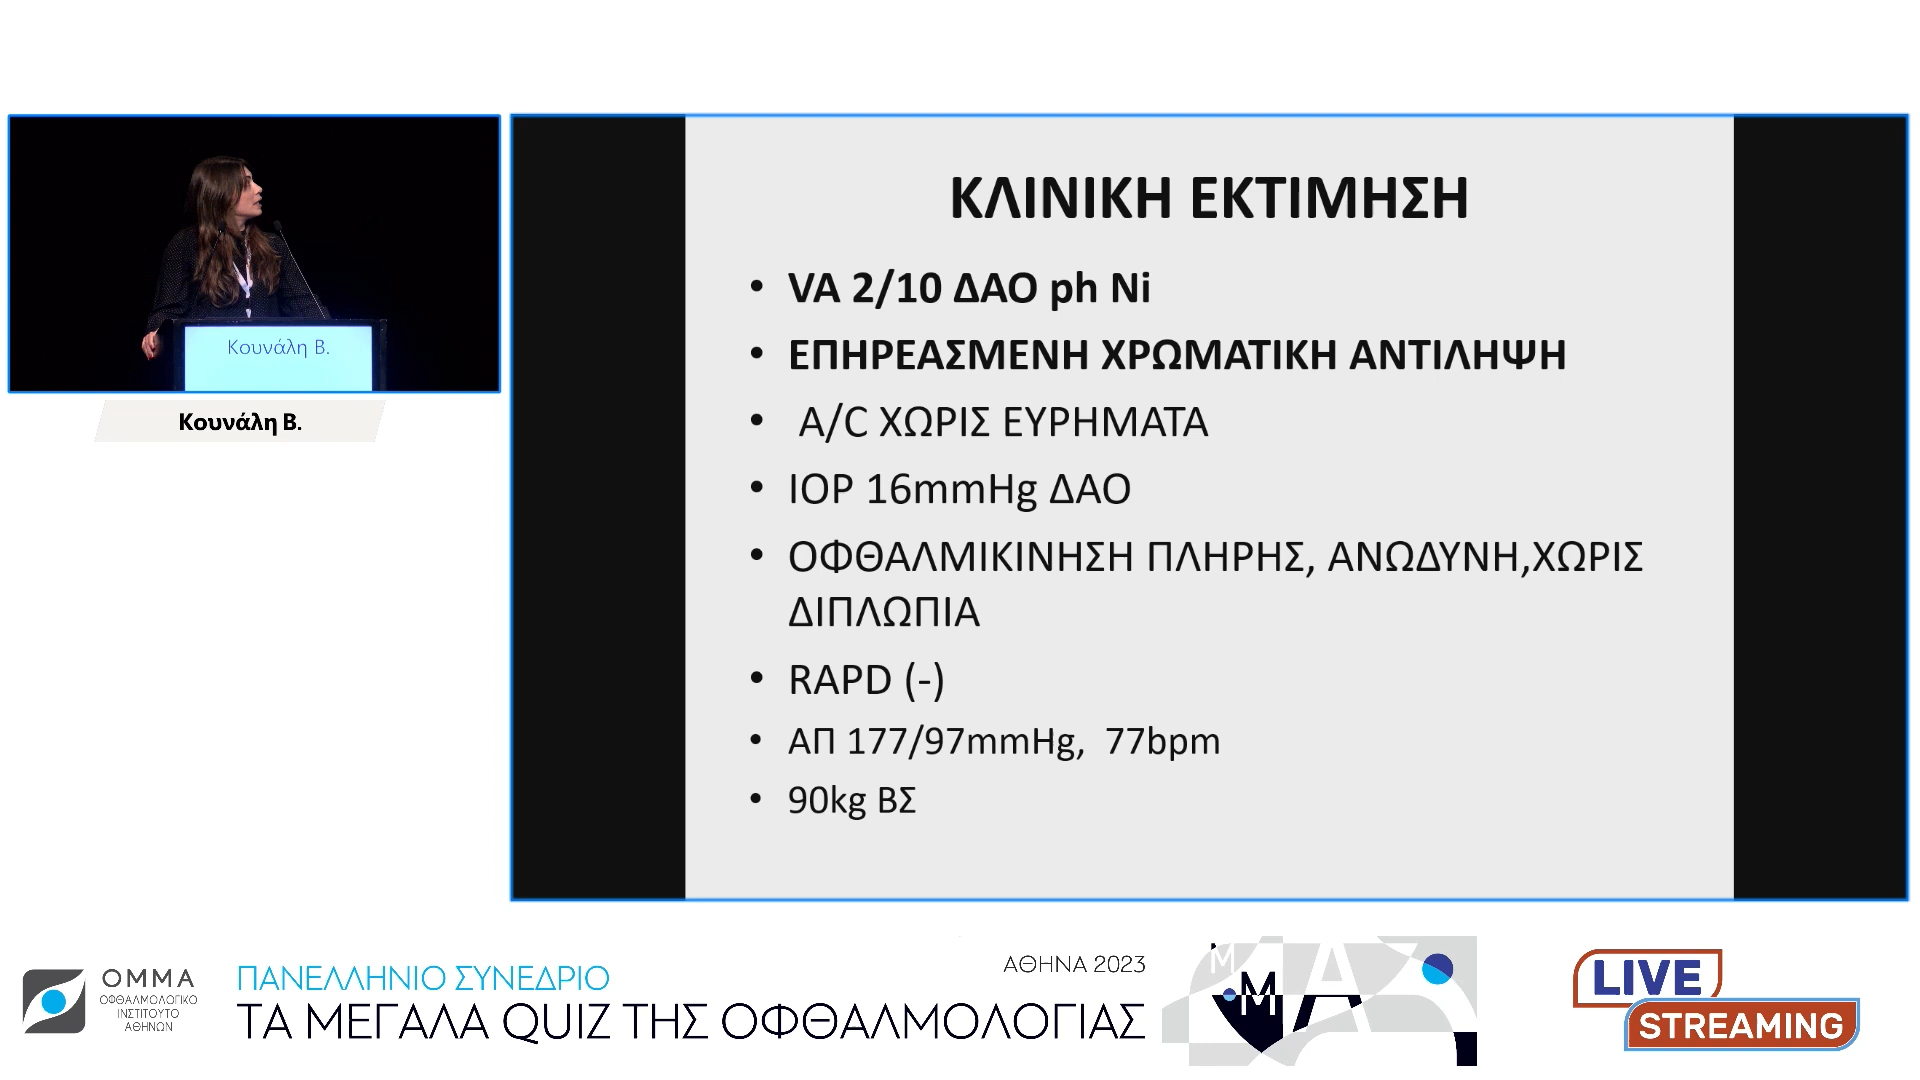 Κουνάλη Β.
Κουνάλη Β.
ΚΛΙΝΙΚΗ ΕΚΤΙΜΗΣΗ
• VA 2/10 ΔΑΟ ph Ni
• ΕΠΗΡΕΑΣΜΕΝΗ ΧΡΩΜΑΤΙΚΗ ΑΝΤΙΛΗΨΗ
• A/C ΧΩΡΙΣ ΕΥΡΗΜΑΤΑ
• IOP 16mmHg ΔΑΟ
• ΟΦΘΑΛΜΙΚΙΝΗΣΗ ΠΛΗΡΗΣ, ΑΝΩΔΥΝΗ,ΧΩΡΙΣ
ΔΙΠΛΩΠΙΑ
• RAPD (-)
• ΑΠ 177/97mmHg, 77bpm
• 90kg ΒΣ
ΟΜΜΑ
ΟΦΘΑΛΜΟΛΟΓΙΚΟ
ΙΝΣΤΙΤΟΥΤΟ
ΑΘΗΝΩΝ
ΠΑΝΕΛΛΗΝΙΟ ΣΥΝΕΔΡΙΟ
ΑΘΗΝΑ 2023
ΤΑ ΜΕΓΑΛΑ QUIZ ΤΗΣ ΟΦΘΑΛΜΟΛΟΓΙΑΣ
LIVE
STREAMING